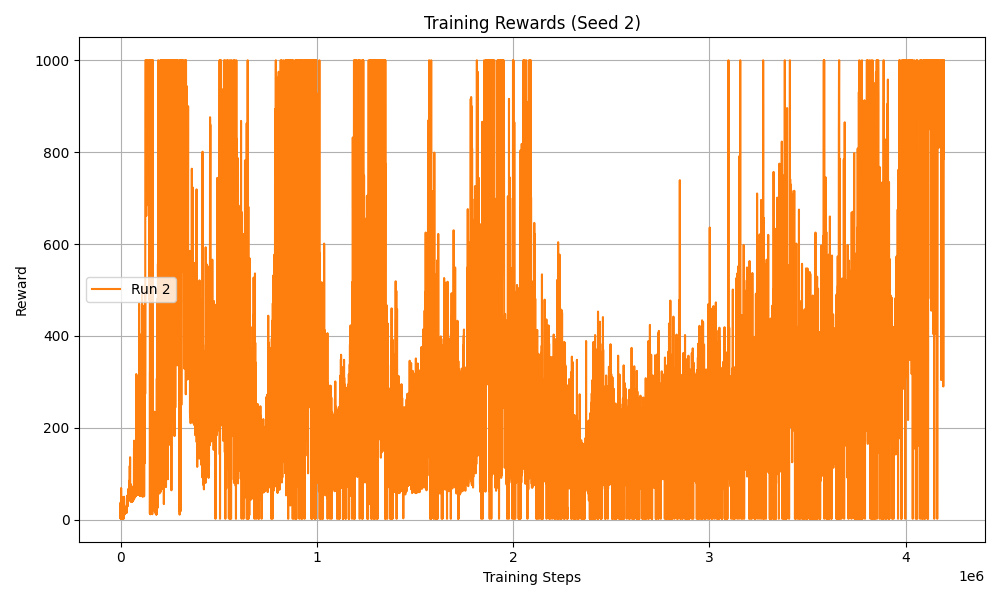 Training Rewards (Seed 2)
1000
800
600
400
200
0
Reward
Run 2
0 1 2 3 4
1e6
Training Steps